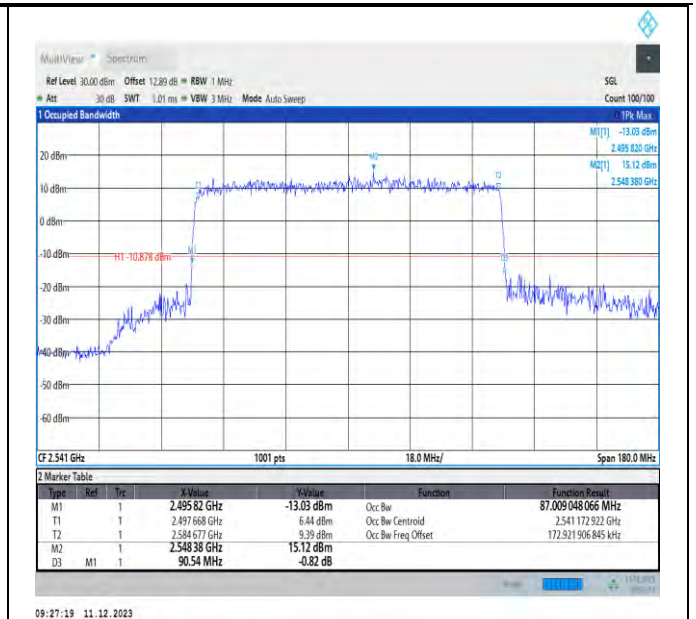 MultiView Spectrum
Ref Level 30.00 dBm Offset 12.89 dB RBW 1 MHz SGL
Att 30 dB SWT 1.01 ms VBW 3 MHz Mode Auto Sweep Count 100/100
1 Occupied Bandwidth 1Pk Max
M1[1] -13.03 dBm
2.495 820 GHz
M2[1] 15.12 dBm
2.548 380 GHz
20 dBm
M2
T1
T2
10 dBm
0 dBm
-10 dBm
H1 -10.878 dBm
M1
D3
-20 dBm
-30 dBm
-40 dBm
-50 dBm
-60 dBm
CF 2.541 GHz 1001 pts 18.0 MHz/ Span 180.0 MHz
2 Marker Table
Type Ref Trc X-Value Y-Value Function Function Result
M1 1 2.495 82 GHz -13.03 dBm Occ Bw 87.009 048 066 MHz
T1 1 2.497 668 GHz 6.44 dBm Occ Bw Centroid 2.541 172 922 GHz
T2 1 2.584 677 GHz 9.39 dBm Occ Bw Freq Offset 172.921 906 845 kHz
M2 1 2.548 38 GHz 15.12 dBm
D3 M1 1 90.54 MHz -0.82 dB
09:27:19 11.12.2023